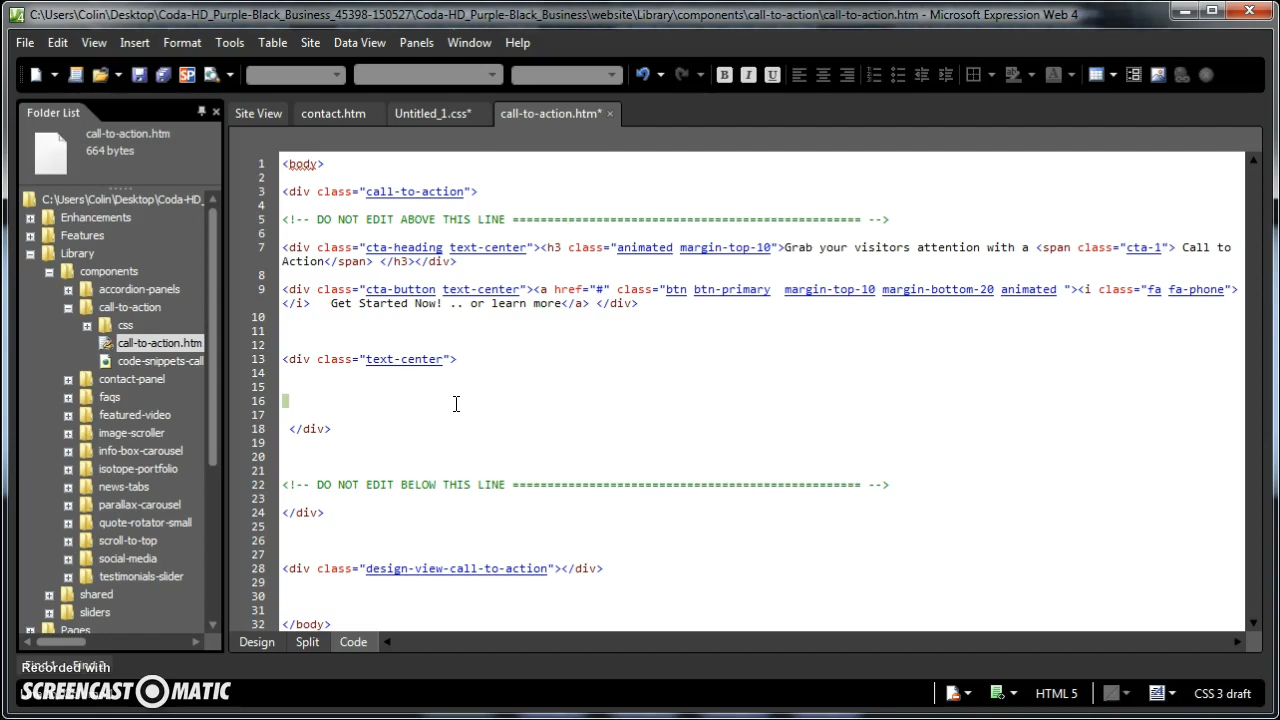 C:\Users\Colin\Desktop\Coda-HD_Purple-Black_Business_45398-150527\Coda-HD_Purple-Black_Business\website\Library\components\call-to-action\call-to-action.htm - Microsoft Expression Web 4
File Edit View Insert Format Tools Table Site Data View Panels Window Help
B I U
Folder List
Site View contact.htm Untitled_1.css* call-to-action.htm*
call-to-action.htm
664 bytes
C:\Users\Colin\Desktop\Coda-HD_
Enhancements
Features
Library
components
accordion-panels
call-to-action
css
call-to-action.htm
code-snippets-call
contact-panel
faqs
featured-video
image-scroller
info-box-carousel
isotope-portfolio
news-tabs
parallax-carousel
quote-rotator-small
scroll-to-top
social-media
testimonials-slider
shared
sliders
Pages
1 <body>
2
3 <div class="call-to-action">
4
5 <!-- DO NOT EDIT ABOVE THIS LINE ================================================== -->
6
7 <div class="cta-heading text-center"><h3 class="animated margin-top-10">Grab your visitors attention with a <span class="cta-1"> Call to
Action</span> </h3></div>
8
9 <div class="cta-button text-center"><a href="#" class="btn btn-primary  margin-top-10 margin-bottom-20 animated "><i class="fa fa-phone">
</i>   Get Started Now! .. or learn more</a> </div>
10
11
12
13 <div class="text-center">
14
15
16
17
18 </div>
19
20
21
22 <!-- DO NOT EDIT BELOW THIS LINE ================================================== -->
23
24 </div>
25
26
27
28 <div class="design-view-call-to-action"></div>
29
30
31
32 </body>
Design Split Code
Recorded with
SCREENCAST MATIC
HTML 5 CSS 3 draft